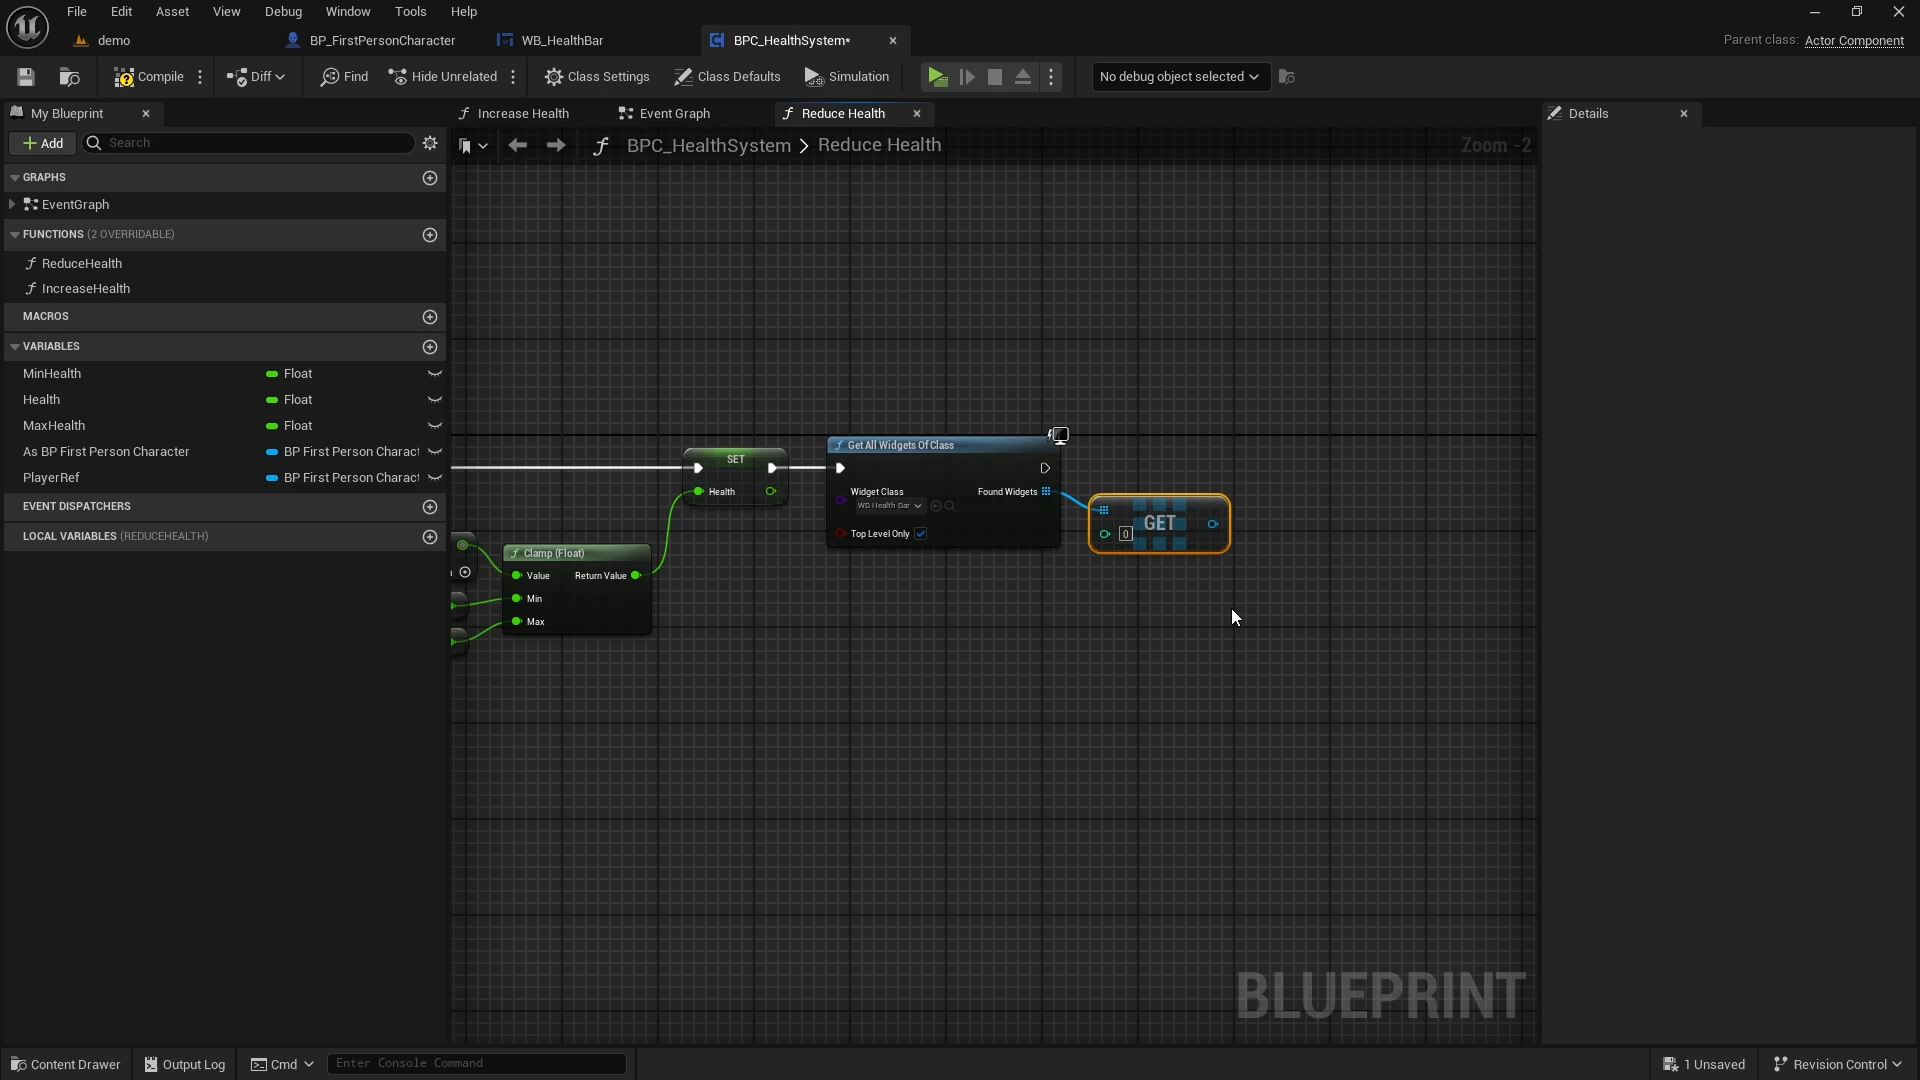 File Edit Asset View Debug Window Tools Help
demo BP_FirstPersonCharacter WB_HealthBar BPC_HealthSystem* Parent class: Actor Component
Compile Diff Find Hide Unrelated Class Settings Class Defaults Simulation No debug object selected
My Blueprint Increase Health Event Graph Reduce Health Details
Add Search BPC_HealthSystem > Reduce Health Zoom -2
GRAPHS
EventGraph
FUNCTIONS (2 OVERRIDABLE)
ReduceHealth
IncreaseHealth
MACROS
VARIABLES
MinHealth Float
Health Float
MaxHealth Float
As BP First Person Character BP First Person Charact
PlayerRef BP First Person Charact
EVENT DISPATCHERS
LOCAL VARIABLES (REDUCEHEALTH)
SET
Health
Get All Widgets Of Class
Widget Class Found Widgets
WB Health Bar
Top Level Only
GET
0
Clamp (Float)
Value Return Value
Min
Max
BLUEPRINT
Content Drawer Output Log Cmd Enter Console Command 1 Unsaved Revision Control